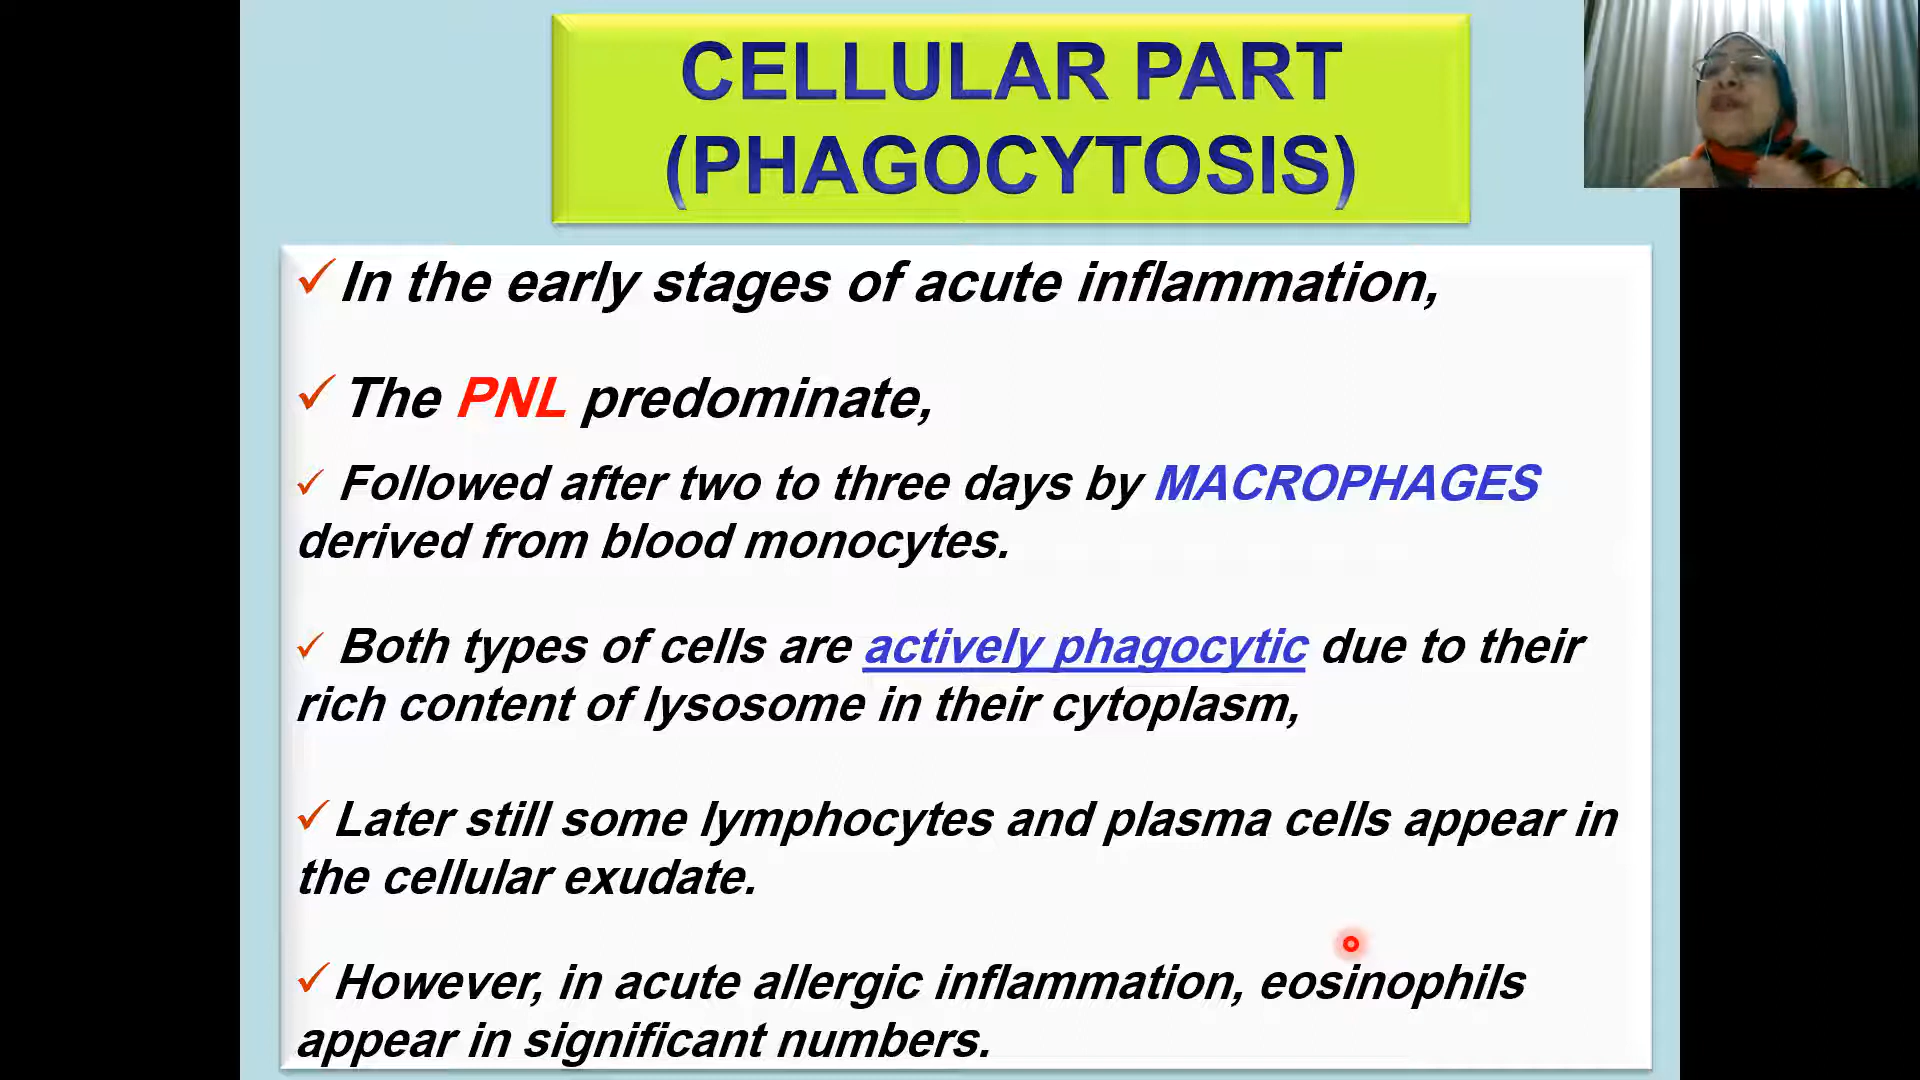 CELLULAR PART
(PHAGOCYTOSIS)
✓In the early stages of acute inflammation,
✓The PNL predominate,
✓ Followed after two to three days by MACROPHAGES
derived from blood monocytes.
✓ Both types of cells are actively phagocytic due to their
rich content of lysosome in their cytoplasm,
✓Later still some lymphocytes and plasma cells appear in
the cellular exudate.
✓However, in acute allergic inflammation, eosinophils
appear in significant numbers.